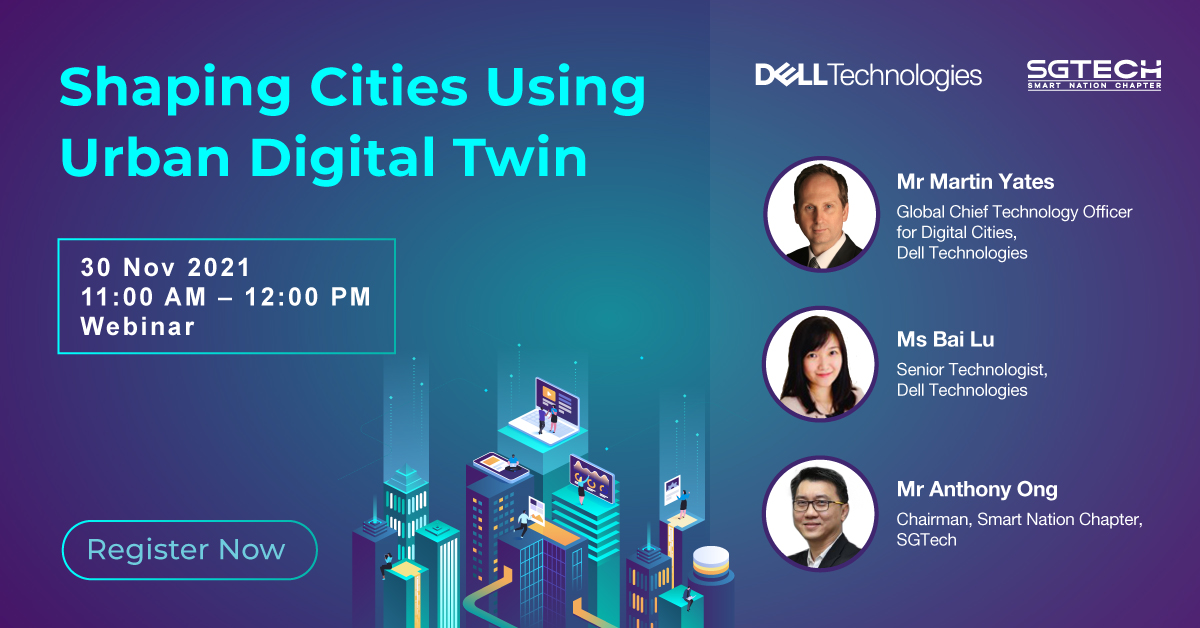 Shaping Cities Using
Urban Digital Twin
30 Nov 2021
11:00 AM – 12:00 PM
Webinar
Register Now
DELL Technologies
SGTECH
SMART NATION CHAPTER
Mr Martin Yates
Global Chief Technology Officer
for Digital Cities,
Dell Technologies
Ms Bai Lu
Senior Technologist,
Dell Technologies
Mr Anthony Ong
Chairman, Smart Nation Chapter,
SGTech